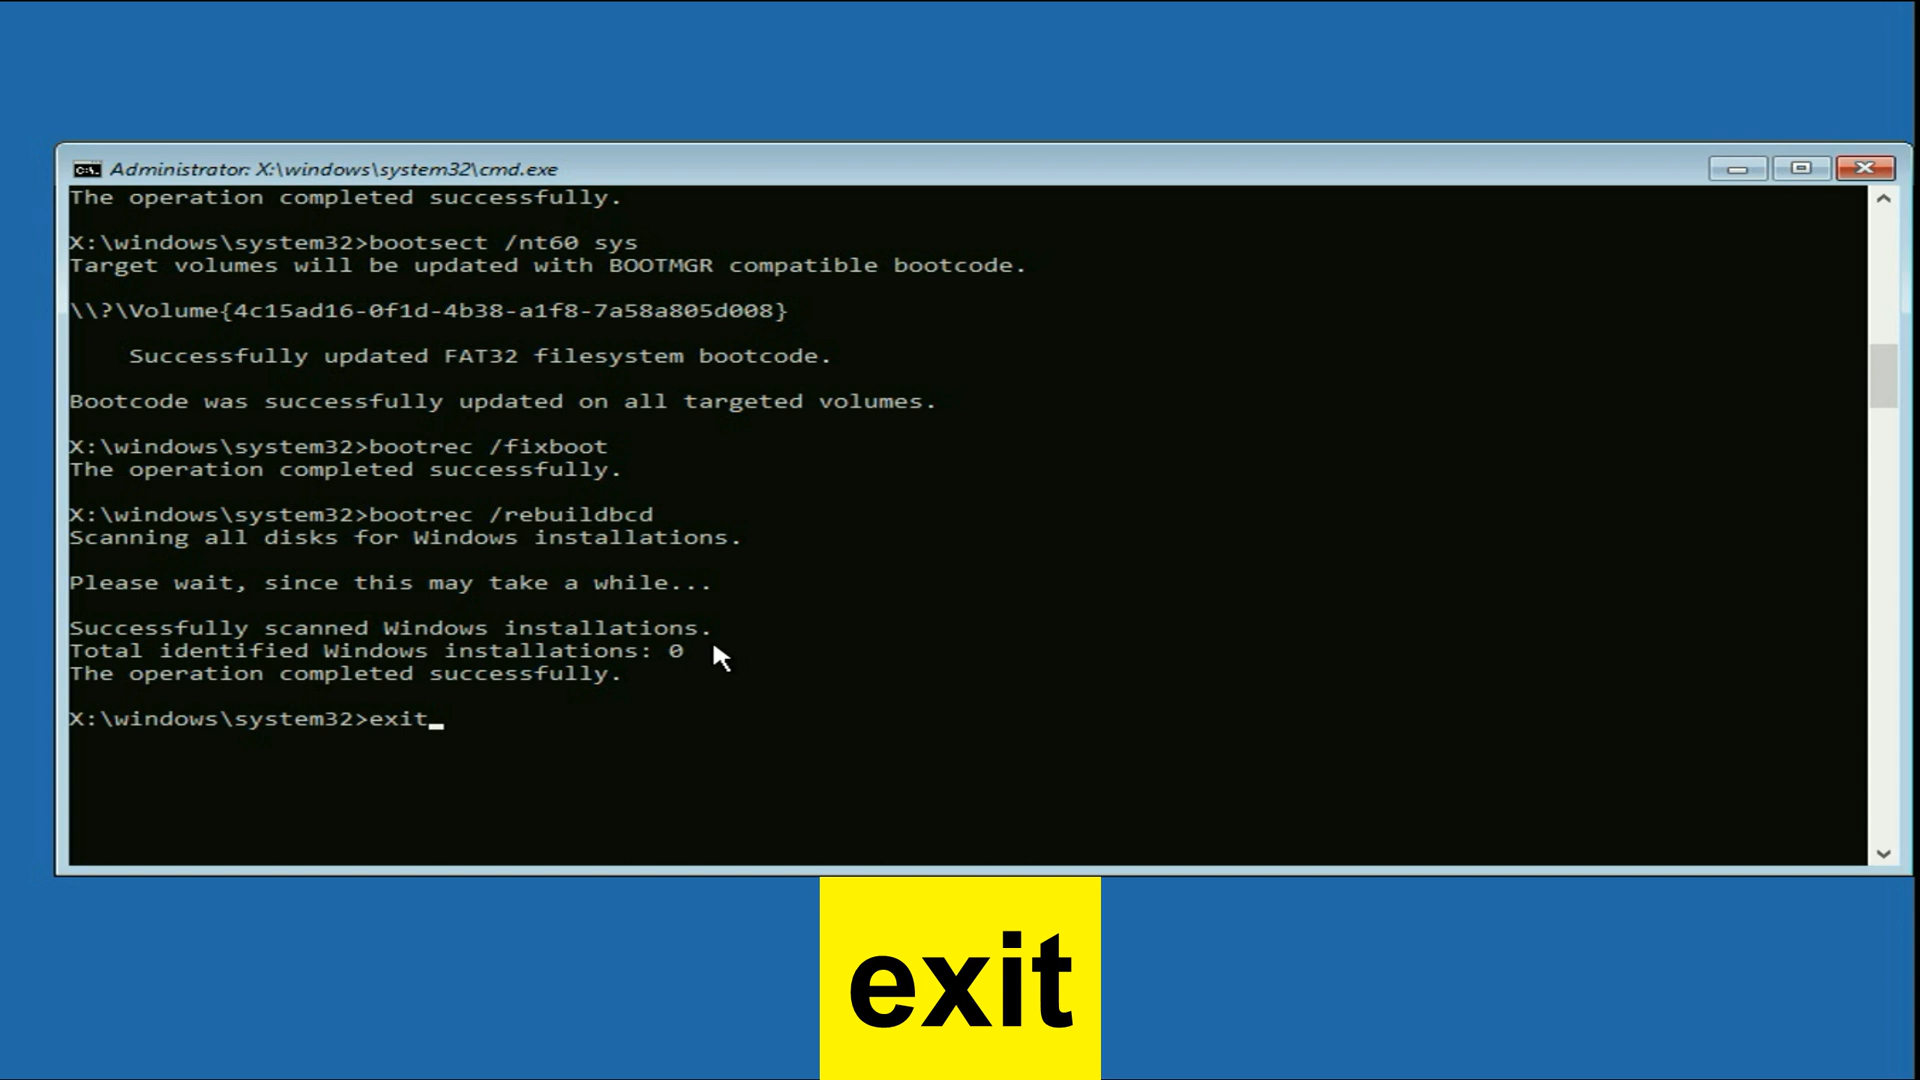 Administrator: X:\windows\system32\cmd.exe
The operation completed successfully.
X:\windows\system32>bootsect /nt60 sys
Target volumes will be updated with BOOTMGR compatible bootcode.
\\?\Volume{4c15ad16-0f1d-4b38-a1f8-7a58a805d008}
Successfully updated FAT32 filesystem bootcode.
Bootcode was successfully updated on all targeted volumes.
X:\windows\system32>bootrec /fixboot
The operation completed successfully.
X:\windows\system32>bootrec /rebuildbcd
Scanning all disks for Windows installations.
Please wait, since this may take a while...
Successfully scanned Windows installations.
Total identified Windows installations: 0
The operation completed successfully.
X:\windows\system32>exit
exit